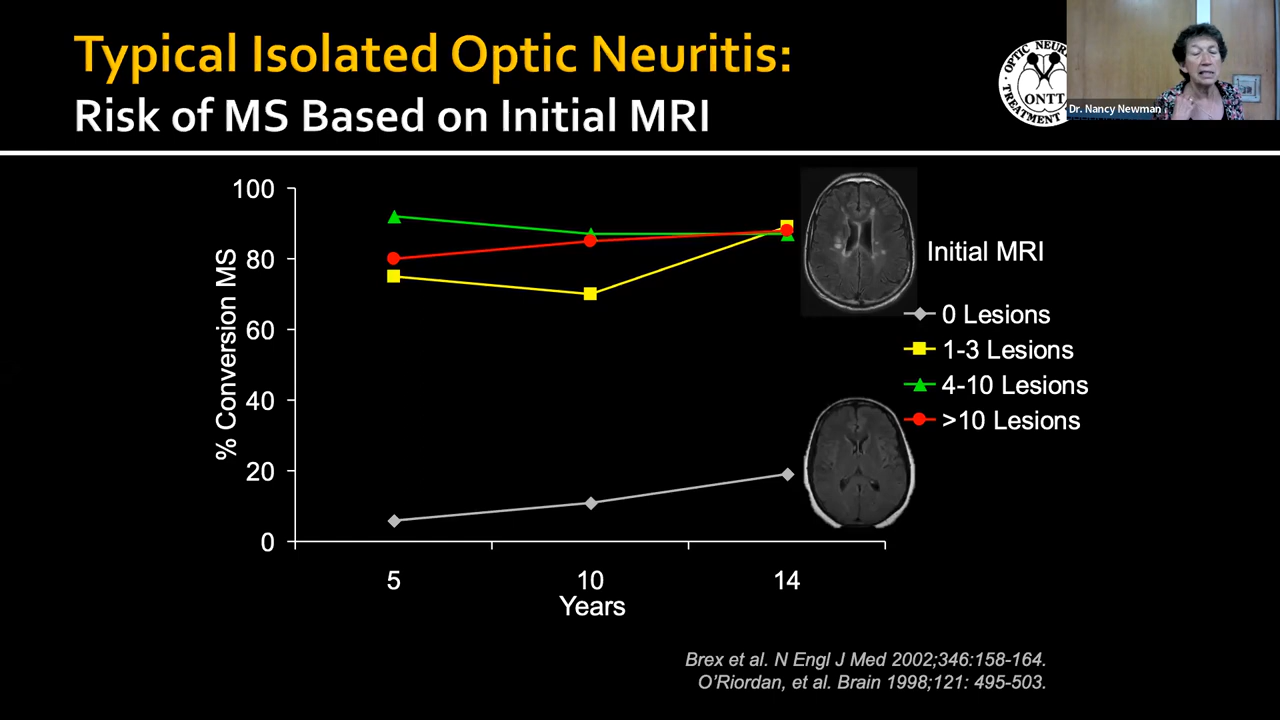 Typical Isolated Optic Neuritis:
Risk of MS Based on Initial MRI
OPTIC NEUR
ONTT
TREATMENT
Dr. Nancy Newman
100
80
60
40
20
0
% Conversion MS
5
10
14
Years
Initial MRI
0 Lesions
1-3 Lesions
4-10 Lesions
>10 Lesions
Brex et al. N Engl J Med 2002;346:158-164.
O’Riordan, et al. Brain 1998;121: 495-503.